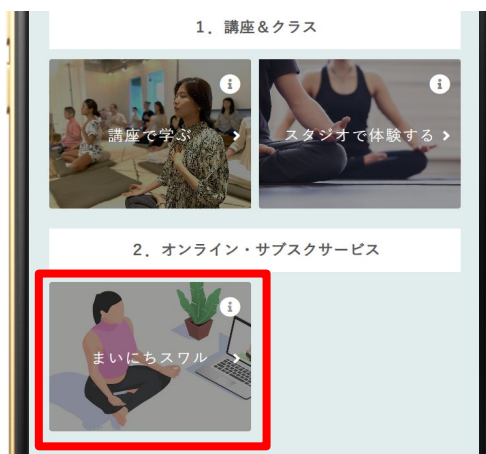 1. 講座&クラス
講座で学ぶ
スタジオで体験する
2. オンライン・サブスクサービス
まいにちスワル